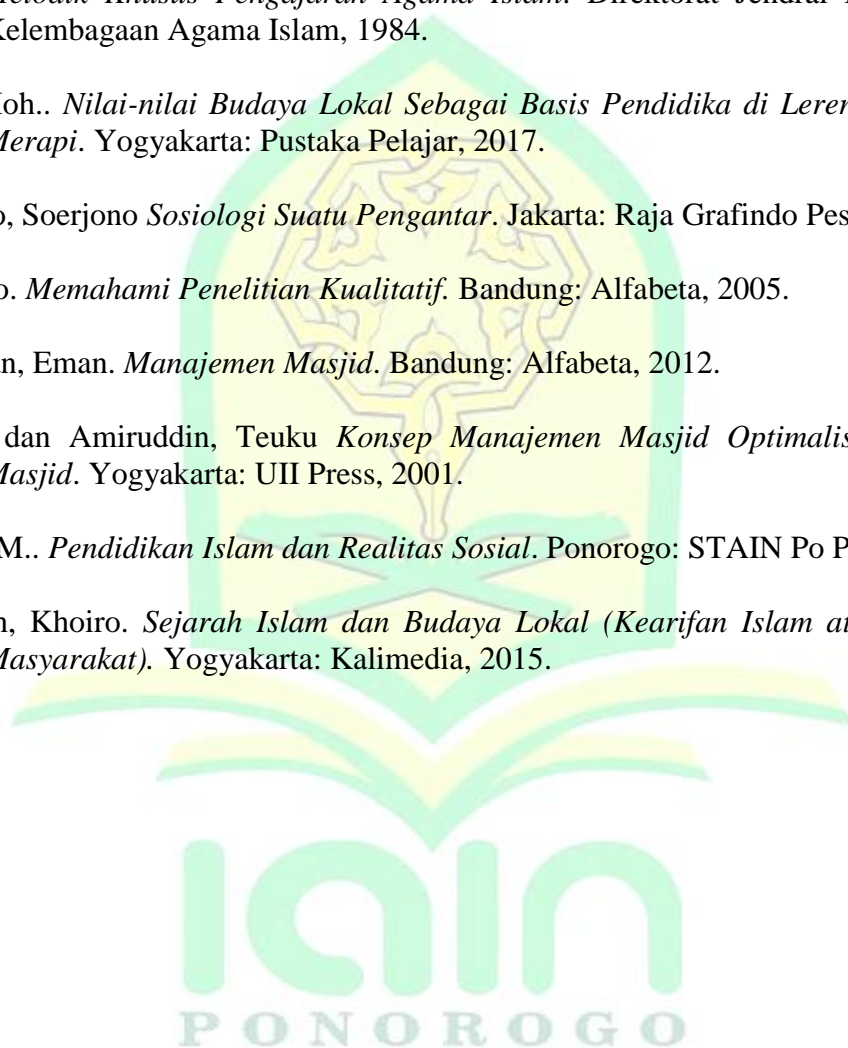 Metodik Khusus Pengajaran Agama Islam. Direktorat Jendral
Kelembagaan Agama Islam, 1984.
Moh.. Nilai-nilai Budaya Lokal Sebagai Basis Pendidika di Leren
Merapi. Yogyakarta: Pustaka Pelajar, 2017.
o, Soerjono Sosiologi Suatu Pengantar. Jakarta: Raja Grafindo Pes
o. Memahami Penelitian Kualitatif. Bandung: Alfabeta, 2005.
an, Eman. Manajemen Masjid. Bandung: Alfabeta, 2012.
dan Amiruddin, Teuku Konsep Manajemen Masjid Optimalis
Masjid. Yogyakarta: UII Press, 2001.
M.. Pendidikan Islam dan Realitas Sosial. Ponorogo: STAIN Po P
n, Khoiro. Sejarah Islam dan Budaya Lokal (Kearifan Islam at
Masyarakat). Yogyakarta: Kalimedia, 2015.
iain
PONOROGO